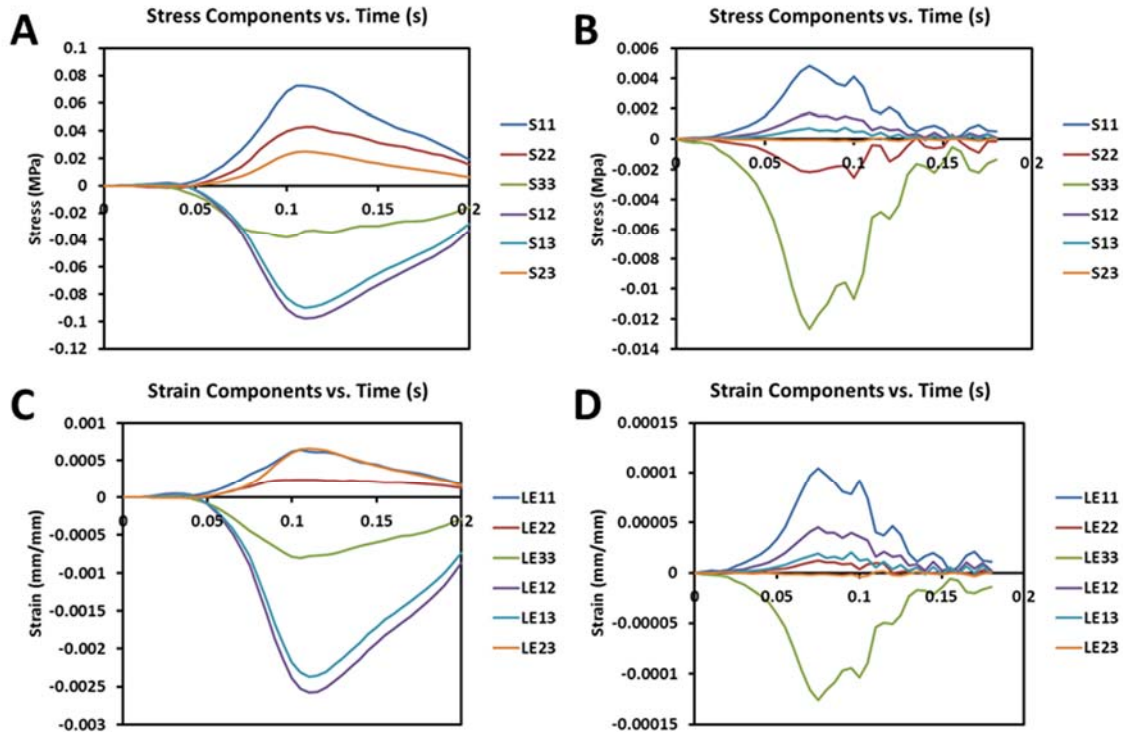 A
Stress Components vs. Time (s)
0.1
0.08
0.06
0.04
0.02
0
-0.02
-0.04
-0.06
-0.08
-0.1
-0.12
Stress (MPa)
0
0.05
0.1
0.15
0.2
S11
S22
S33
S12
S13
S23
B
Stress Components vs. Time (s)
0.006
0.004
0.002
0
-0.002
-0.004
-0.006
-0.008
-0.01
-0.012
-0.014
Stress (Mpa)
0
0.05
0.1
0.15
0.2
S11
S22
S33
S12
S13
S23
C
Strain Components vs. Time (s)
0.001
0.0005
0
-0.0005
-0.001
-0.0015
-0.002
-0.0025
-0.003
Strain (mm/mm)
0
0.05
0.1
0.15
0.2
LE11
LE22
LE33
LE12
LE13
LE23
D
Strain Components vs. Time (s)
0.00015
0.0001
0.00005
0
-0.00005
-0.0001
-0.00015
Strain (mm/mm)
0
0.05
0.1
0.15
0.2
LE11
LE22
LE33
LE12
LE13
LE23